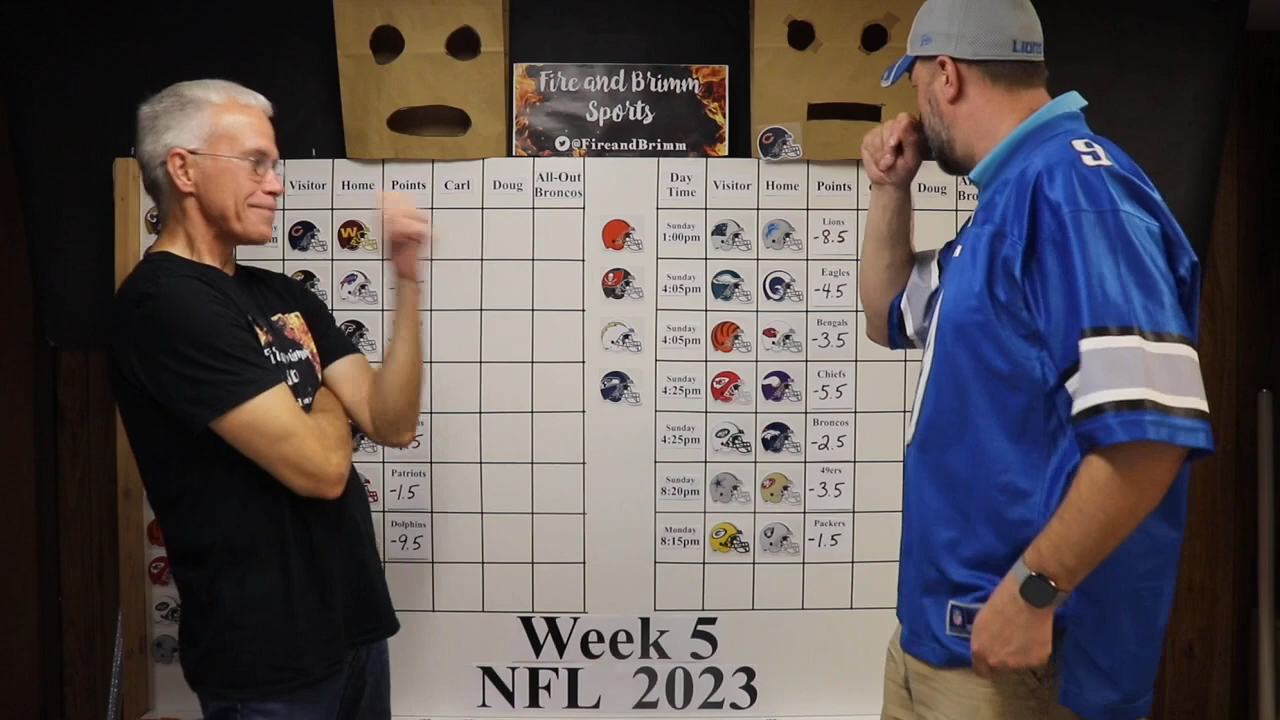 Fire and Brimm
Sports
@FireandBrimm
LIONS
9
Visitor Home Points Carl Doug All-Out Broncos
Patriots
-1.5
Dolphins
-9.5
Day Time Visitor Home Points Doug
Sunday 1:00pm Lions -8.5
Sunday 4:05pm Eagles -4.5
Sunday 4:05pm Bengals -3.5
Sunday 4:25pm Chiefs -5.5
Sunday 4:25pm Broncos -2.5
Sunday 8:20pm 49ers -3.5
Monday 8:15pm Packers -1.5
Week 5
NFL 2023